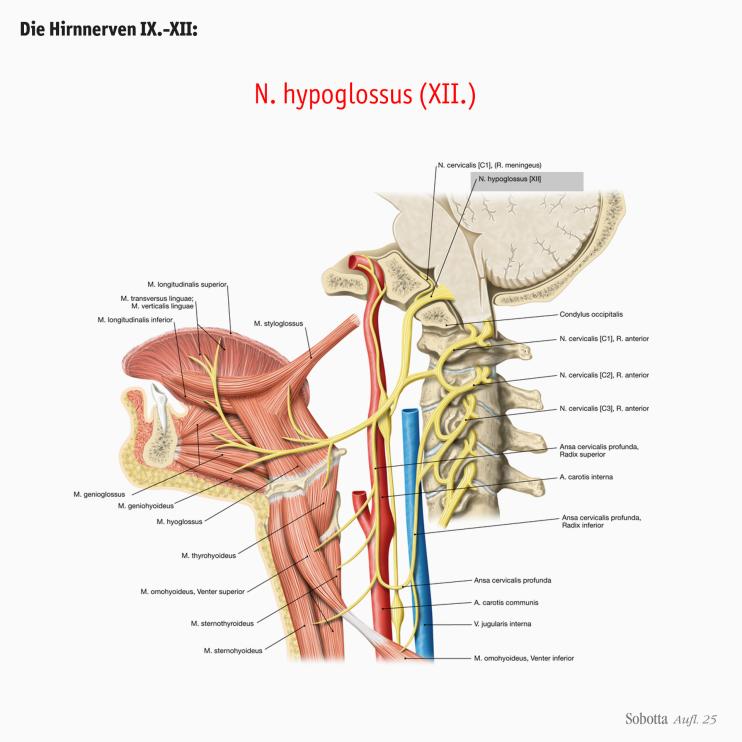 Die Hirnnerven IX.-XII:
N. hypoglossus (XII.)
N. cervicalis [C1], (R. meningeus)
N. hypoglossus [XII]
M. longitudinalis superior
M. transversus linguae;
M. verticalis linguae
M. longitudinalis inferior
M. styloglossus
Condylus occipitalis
N. cervicalis [C1], R. anterior
N. cervicalis [C2], R. anterior
N. cervicalis [C3], R. anterior
Ansa cervicalis profunda,
Radix superior
A. carotis interna
M. genioglossus
M. geniohyoideus
M. hyoglossus
Ansa cervicalis profunda,
Radix inferior
M. thyrohyoideus
Ansa cervicalis profunda
M. omohyoideus, Venter superior
A. carotis communis
M. sternothyroideus
V. jugularis interna
M. sternohyoideus
M. omohyoideus, Venter inferior
Sobotta Aufl. 25